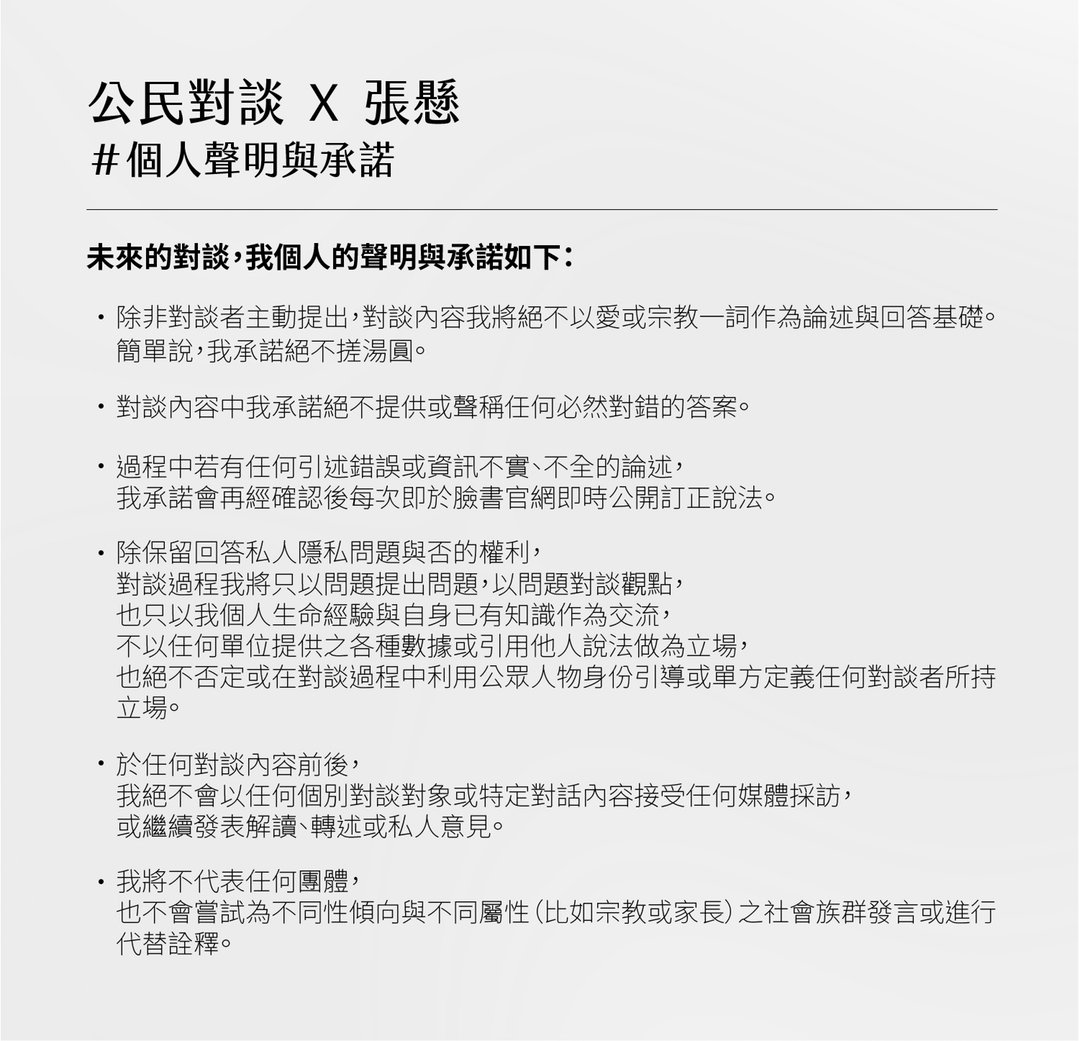 公民對談 X 張懸
#個人聲明與承諾
未來的對談，我個人的聲明與承諾如下：
・除非對談者主動提出，對談內容我將絕不以愛或宗教一詞作為論述與回答基礎。
簡單說，我承諾絕不搓湯圓。
・對談內容中我承諾絕不提供或聲稱任何必然對錯的答案。
・過程中若有任何引述錯誤或資訊不實、不全的論述，
我承諾會再經確認後每次即於臉書官網即時公開訂正說法。
・除保留回答私人隱私問題與否的權利，
對談過程我將只以問題提出問題，以問題對談觀點，
也只以我個人生命經驗與自身已有知識作為交流，
不以任何單位提供之各種數據或引用他人說法做為立場，
也絕不否定或在對談過程中利用公眾人物身份引導或單方定義任何對談者所持
立場。
・於任何對談內容前後，
我絕不會以任何個別對談對象或特定對話內容接受任何媒體採訪，
或繼續發表解讀、轉述或私人意見。
・我將不代表任何團體，
也不會嘗試為不同性傾向與不同屬性（比如宗教或家長）之社會族群發言或進行
代替詮釋。